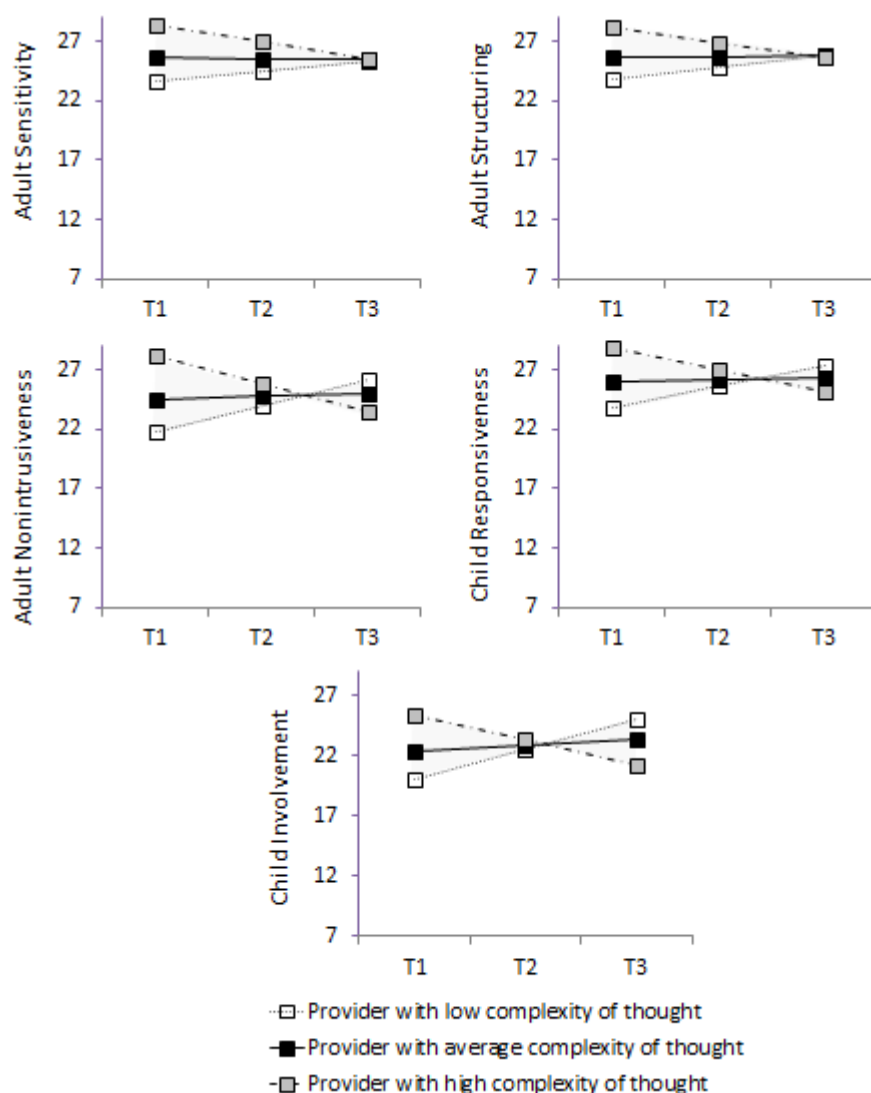 Adult Sensitivity
27
22
17
12
7
T1 T2 T3
Adult Structuring
27
22
17
12
7
T1 T2 T3
Adult Nonintrusiveness
27
22
17
12
7
T1 T2 T3
Child Responsiveness
27
22
17
12
7
T1 T2 T3
Child Involvement
27
22
17
12
7
T1 T2 T3
Provider with low complexity of thought
Provider with average complexity of thought
Provider with high complexity of thought